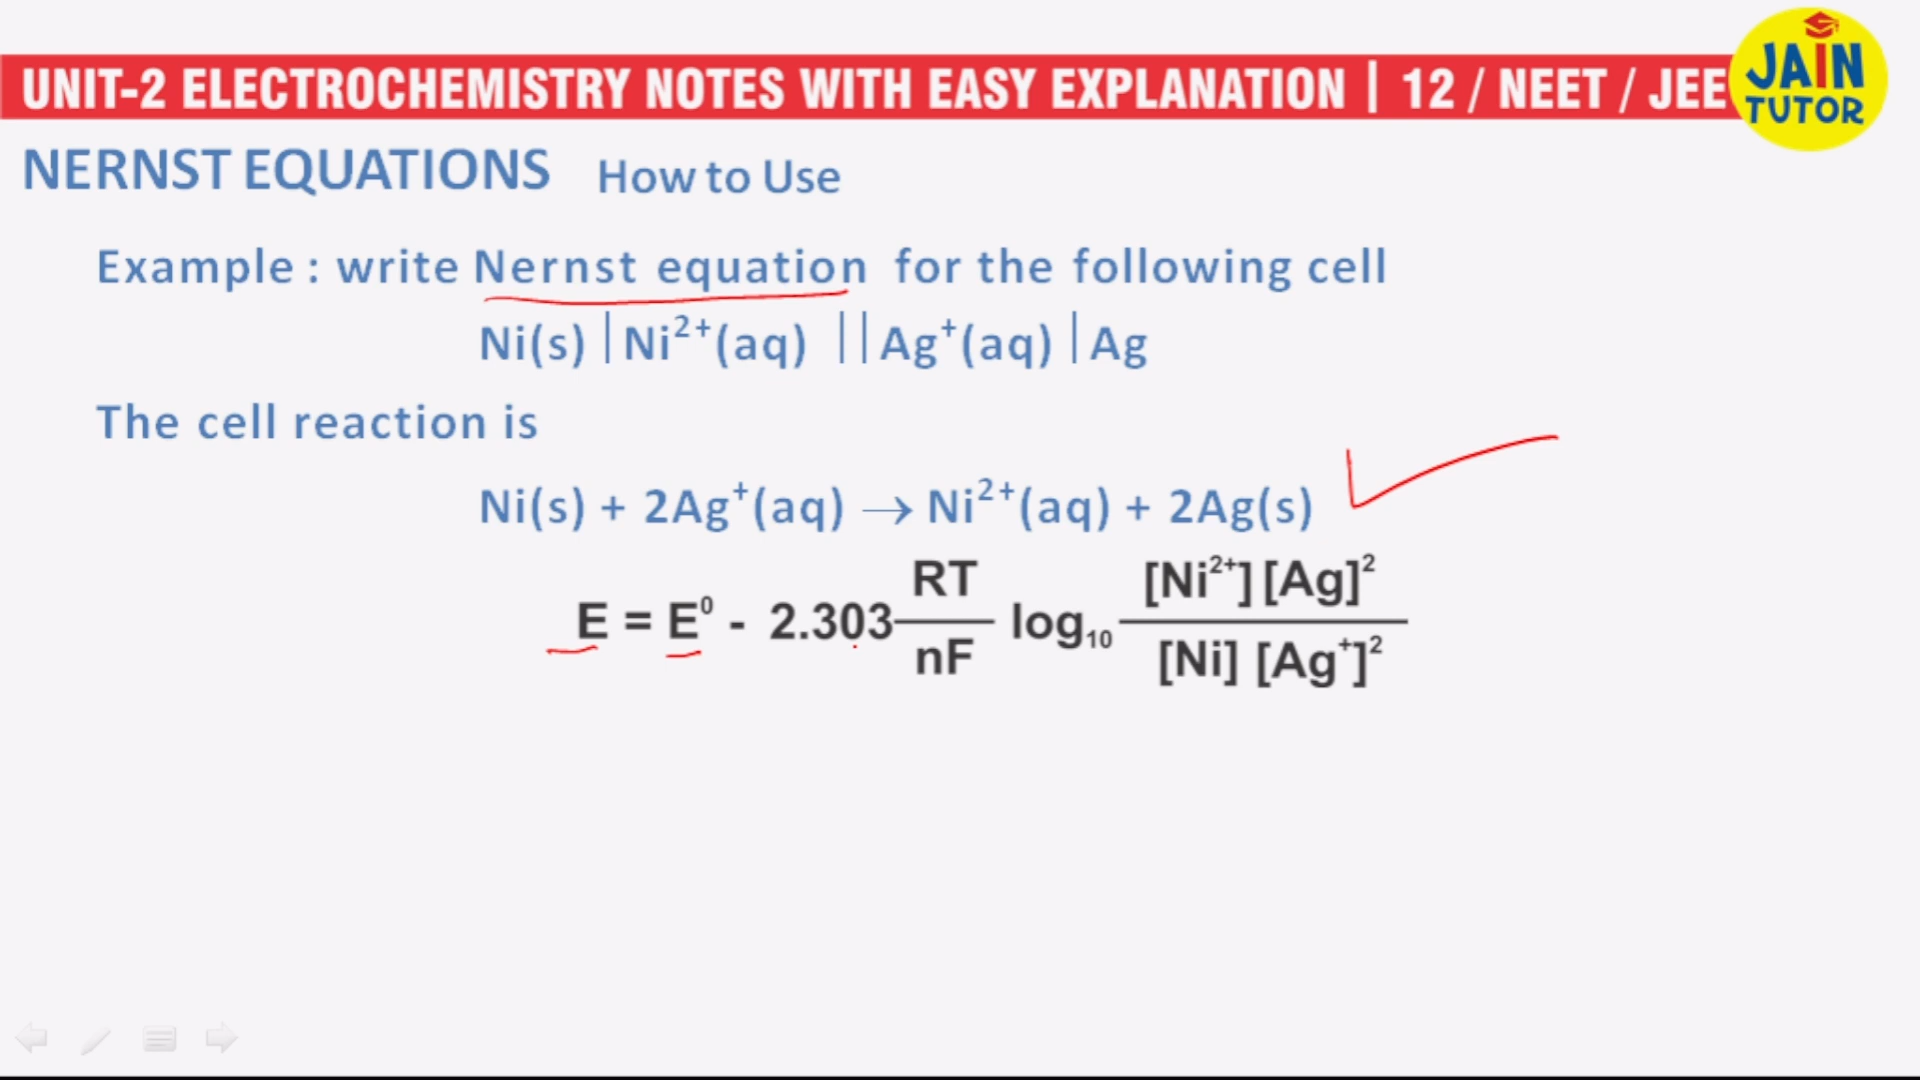 UNIT-2 ELECTROCHEMISTRY NOTES WITH EASY EXPLANATION | 12 / NEET / JEE
JAIN
TUTOR
NERNST EQUATIONS How to Use
Example : write Nernst equation for the following cell
Ni(s) | Ni²⁺(aq) || Ag⁺(aq) | Ag
The cell reaction is
Ni(s) + 2Ag⁺(aq) → Ni²⁺(aq) + 2Ag(s)
E = E⁰ - 2.303 RT/nF log₁₀ [Ni²⁺] [Ag]²/[Ni] [Ag⁺]²